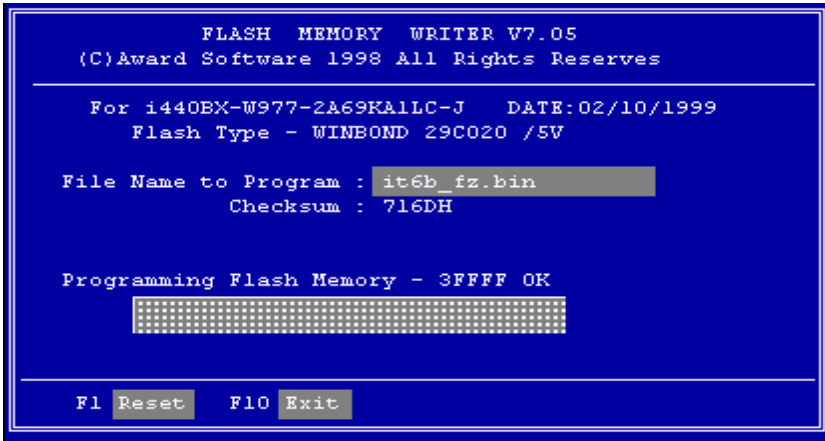 FLASH MEMORY WRITER V7.05
(C)Award Software 1998 All Rights Reserves
For i440BX-W977-2A69KA1LC-J DATE:02/10/1999
Flash Type - WINBOND 29C020 /5V
File Name to Program : it6b_fz.bin
Checksum : 716DH
Programming Flash Memory - 3FFFF OK
F1 Reset F10 Exit